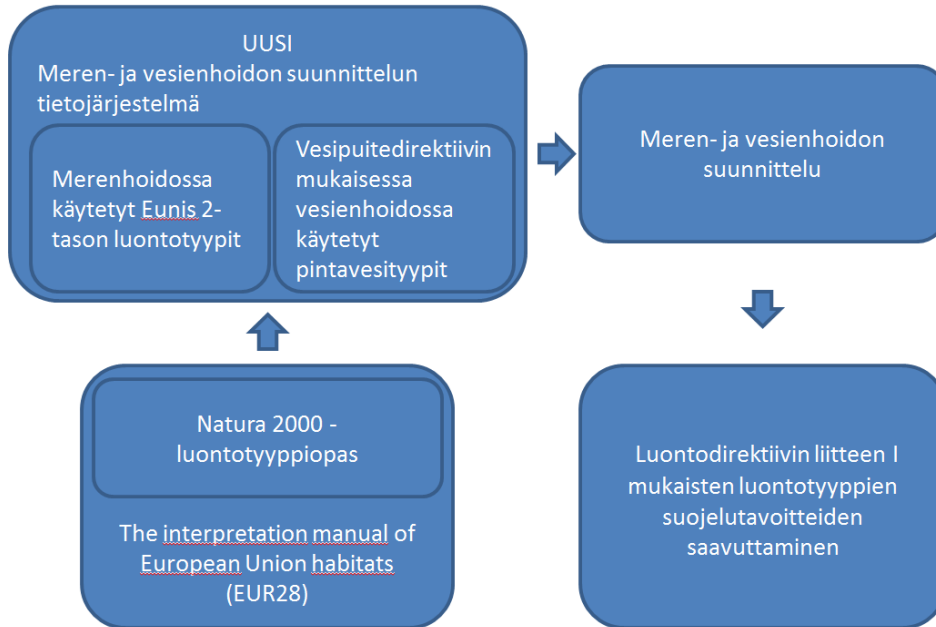 UUSI
Meren- ja vesienhoidon suunnittelun
tietojärjestelmä
Merenhoidossa
käytetyt Eunis 2-
tason luontotyypit
Vesipuitedirektiivin
mukaisessa
vesienhoidossa
käytetyt
pintavesityypit
Meren- ja vesienhoidon
suunnittelu
Natura 2000 -
luontotyyppiopas
The interpretation manual of
European Union habitats
(EUR28)
Luontodirektiivin liitteen I
mukaisten luontotyyppien
suojelutavoitteiden
saavuttaminen